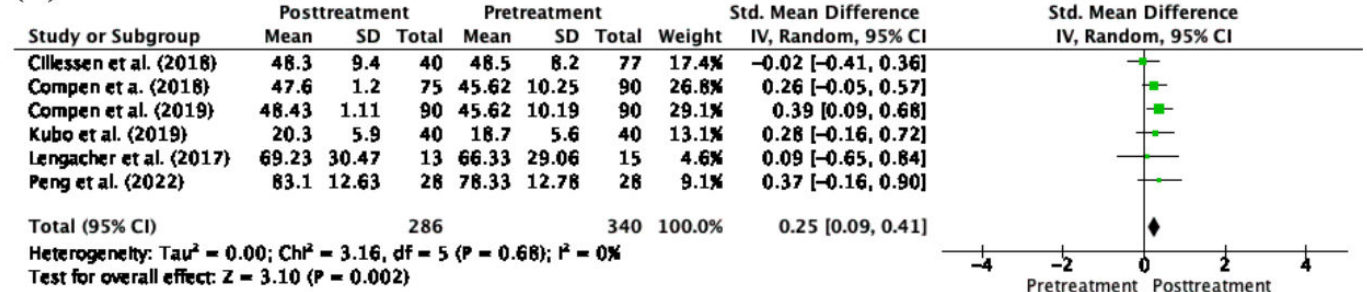 Posttreatment Pretreatment Std. Mean Difference Std. Mean Difference
Study or Subgroup Mean SD Total Mean SD Total Weight IV, Random, 95% CI IV, Random, 95% CI
Cillessen et al. (2018) 48.3 9.4 40 48.5 8.2 77 17.4% −0.02 [−0.41, 0.36]
Compen et a. (2018) 47.6 1.2 75 45.62 10.25 90 26.8% 0.26 [−0.05, 0.57]
Compen et al. (2019) 48.43 1.11 90 45.62 10.19 90 29.1% 0.39 [0.09, 0.68]
Kubo et al. (2019) 20.3 5.9 40 18.7 5.6 40 13.1% 0.28 [−0.16, 0.72]
Lengacher et al. (2017) 69.23 30.47 13 66.33 29.06 15 4.6% 0.09 [−0.65, 0.84]
Peng et al. (2022) 83.1 12.63 28 78.33 12.78 28 9.1% 0.37 [−0.16, 0.90]
Total (95% CI) 286 340 100.0% 0.25 [0.09, 0.41]
Heterogeneity: Tau² = 0.00; Chi² = 3.16, df = 5 (P = 0.68); I² = 0%
Test for overall effect: Z = 3.10 (P = 0.002)
−4 −2 0 2 4
Pretreatment Posttreatment